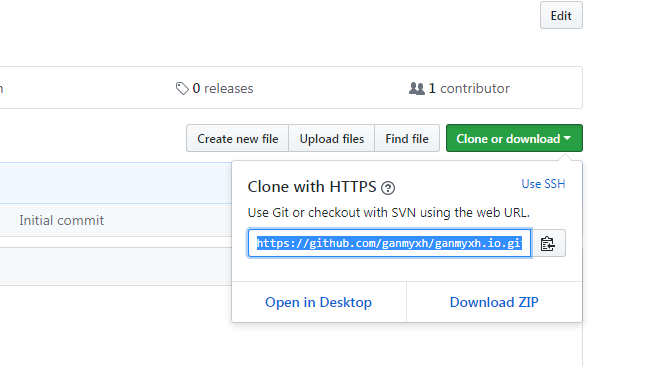 Edit
0 releases
1 contributor
Create new file Upload files Find file Clone or download
Clone with HTTPS Use SSH
Use Git or checkout with SVN using the web URL.
Initial commit
https://github.com/ganmyxh/ganmyxh.io.gi
Open in Desktop Download ZIP